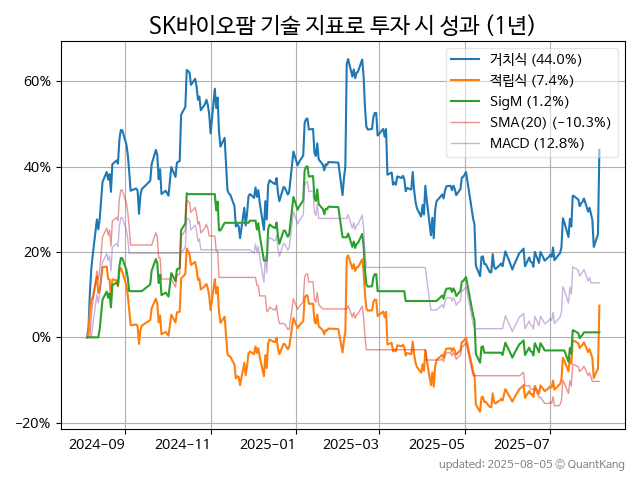 SK바이오팜 기술 지표로 투자 시 성과 (1년)
거치식 (44.0%)
적립식 (7.4%)
SigM (1.2%)
SMA(20) (−10.3%)
MACD (12.8%)
60%
40%
20%
0%
−20%
2024-09 2024-11 2025-01 2025-03 2025-05 2025-07
updated: 2025-08-05 © QuantKang